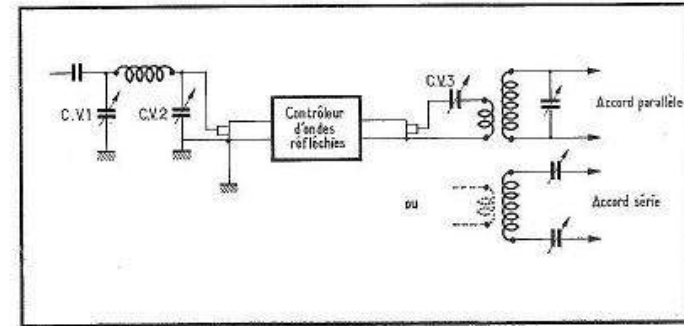 C.V.1
C.V.2
Contrôleur
d'ondes
réfléchies
C.V.3
Accord parallèle
ou
Accord série